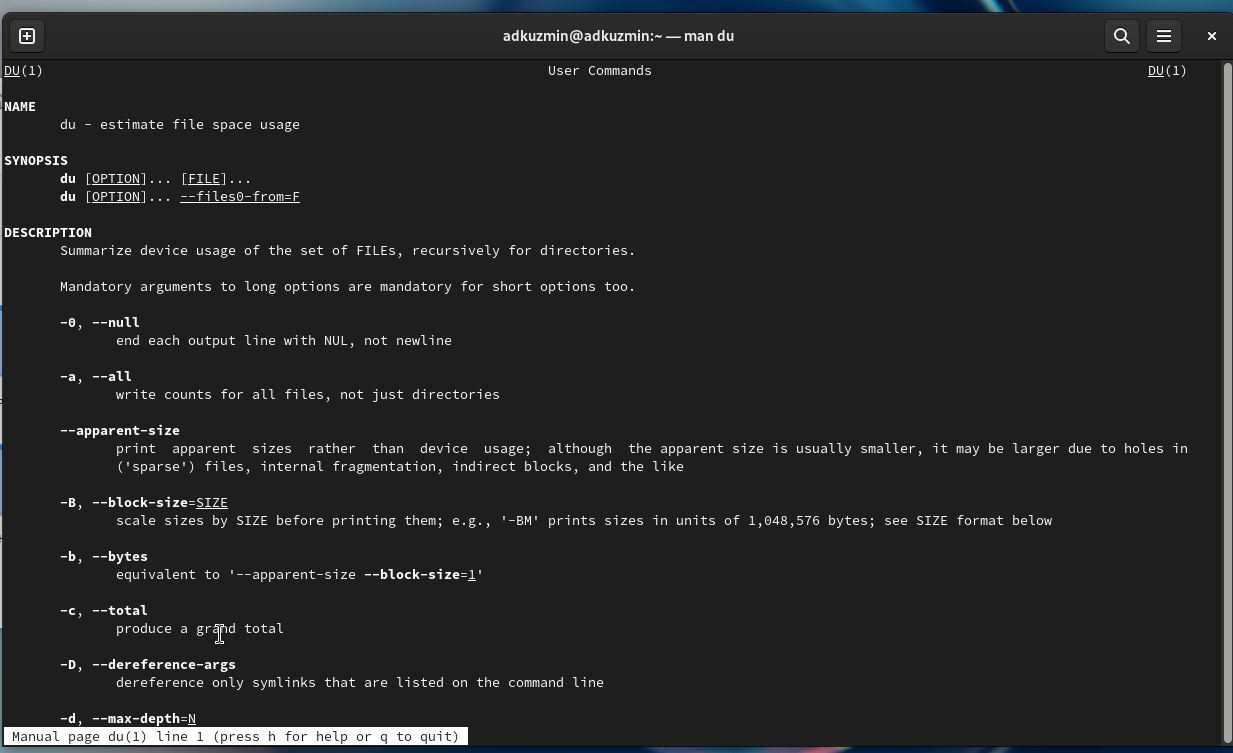 adkuzmin@adkuzmin:~ — man du
DU(1) User Commands DU(1)
NAME
du - estimate file space usage
SYNOPSIS
du [OPTION]... [FILE]...
du [OPTION]... --files0-from=F
DESCRIPTION
Summarize device usage of the set of FILEs, recursively for directories.
Mandatory arguments to long options are mandatory for short options too.
-0, --null
end each output line with NUL, not newline
-a, --all
write counts for all files, not just directories
--apparent-size
print apparent sizes rather than device usage; although the apparent size is usually smaller, it may be larger due to holes in
('sparse') files, internal fragmentation, indirect blocks, and the like
-B, --block-size=SIZE
scale sizes by SIZE before printing them; e.g., '-BM' prints sizes in units of 1,048,576 bytes; see SIZE format below
-b, --bytes
equivalent to '--apparent-size --block-size=1'
-c, --total
produce a grand total
-D, --dereference-args
dereference only symlinks that are listed on the command line
-d, --max-depth=N
Manual page du(1) line 1 (press h for help or q to quit)